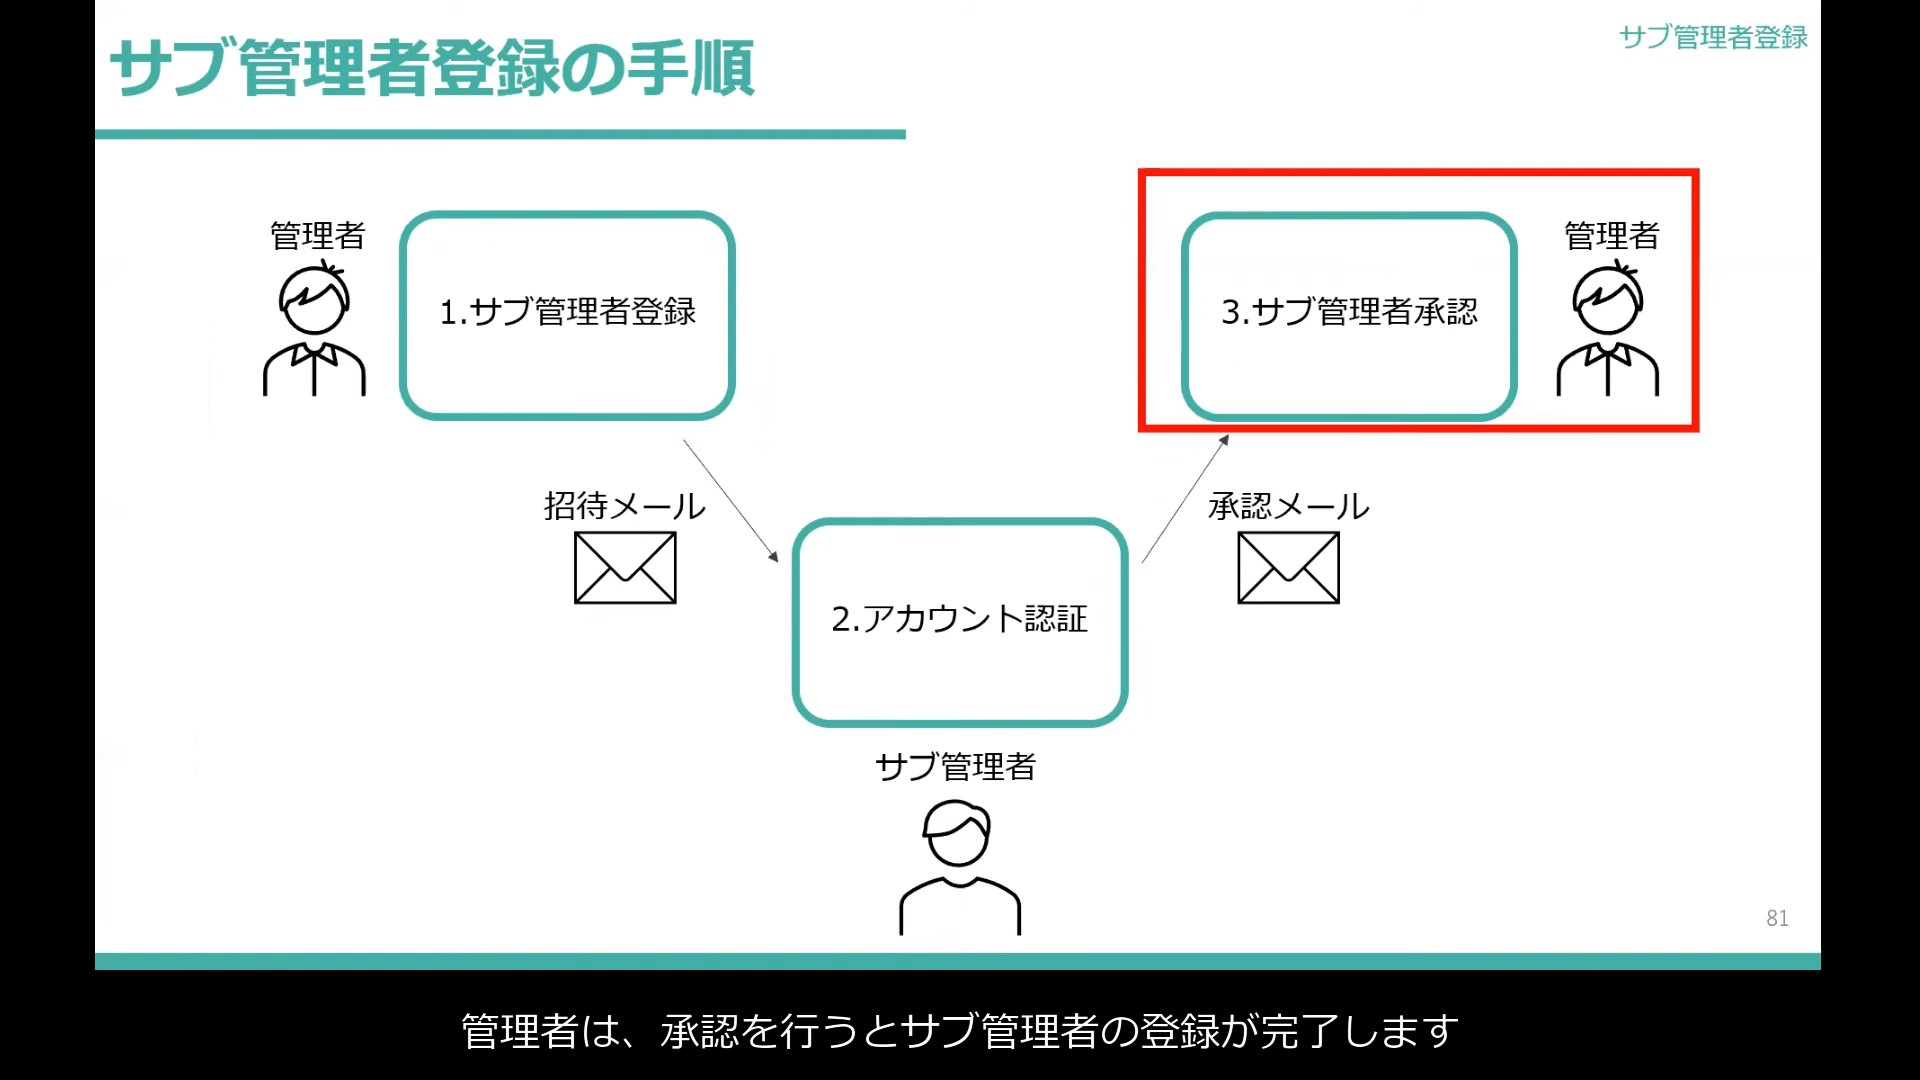 サブ管理者登録の手順
サブ管理者登録
管理者
1.サブ管理者登録
3.サブ管理者承認
管理者
招待メール
承認メール
2.アカウント認証
サブ管理者
81
管理者は、承認を行うとサブ管理者の登録が完了します